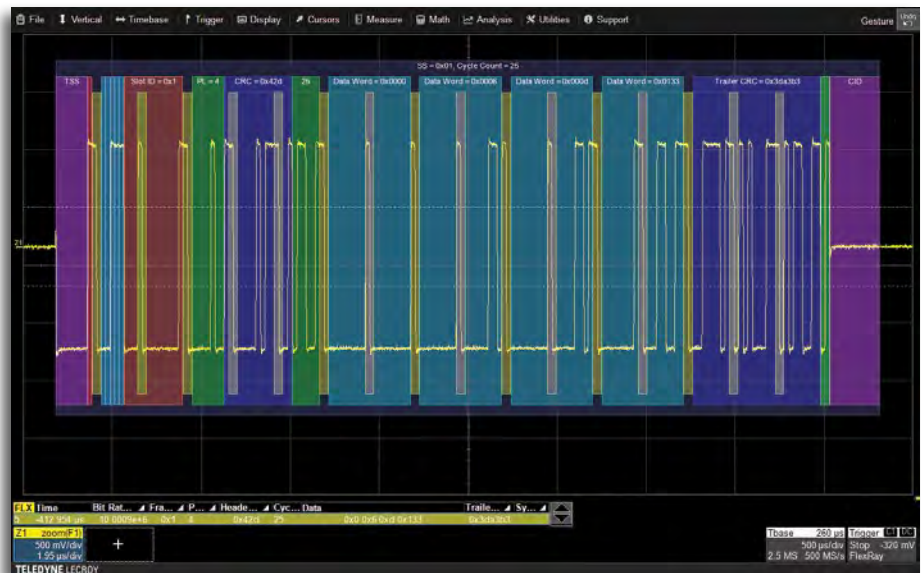 File Vertical Timebase Trigger Display Cursors Measure Math Analysis Utilities Support Gesture Undo
SS = 0x01, Cycle Count = 25
TSS Slot ID = 0x1 PL = 4 CRC = 0x42d 25 Data Word = 0x0000 Data Word = 0x0006 Data Word = 0x000d Data Word = 0x0133 Trailer CRC = 0x3da3b3 CID
Z1
FLX Time Bit Rat... Fra... P... Heade... Cyc... Data Traile... Sy...
5 -412.954 µs 10.0009e+6 0x1 4 0x42d 25 0x0 0x6 0xd 0x133 0x3da3b3
Z1 zoom(F1)
500 mV/div
1.95 µs/div
+
Tbase 260 µs Trigger C1 DC
500 µs/div Stop -320 mV
2.5 MS 500 MS/s FlexRay
TELEDYNE LECROY